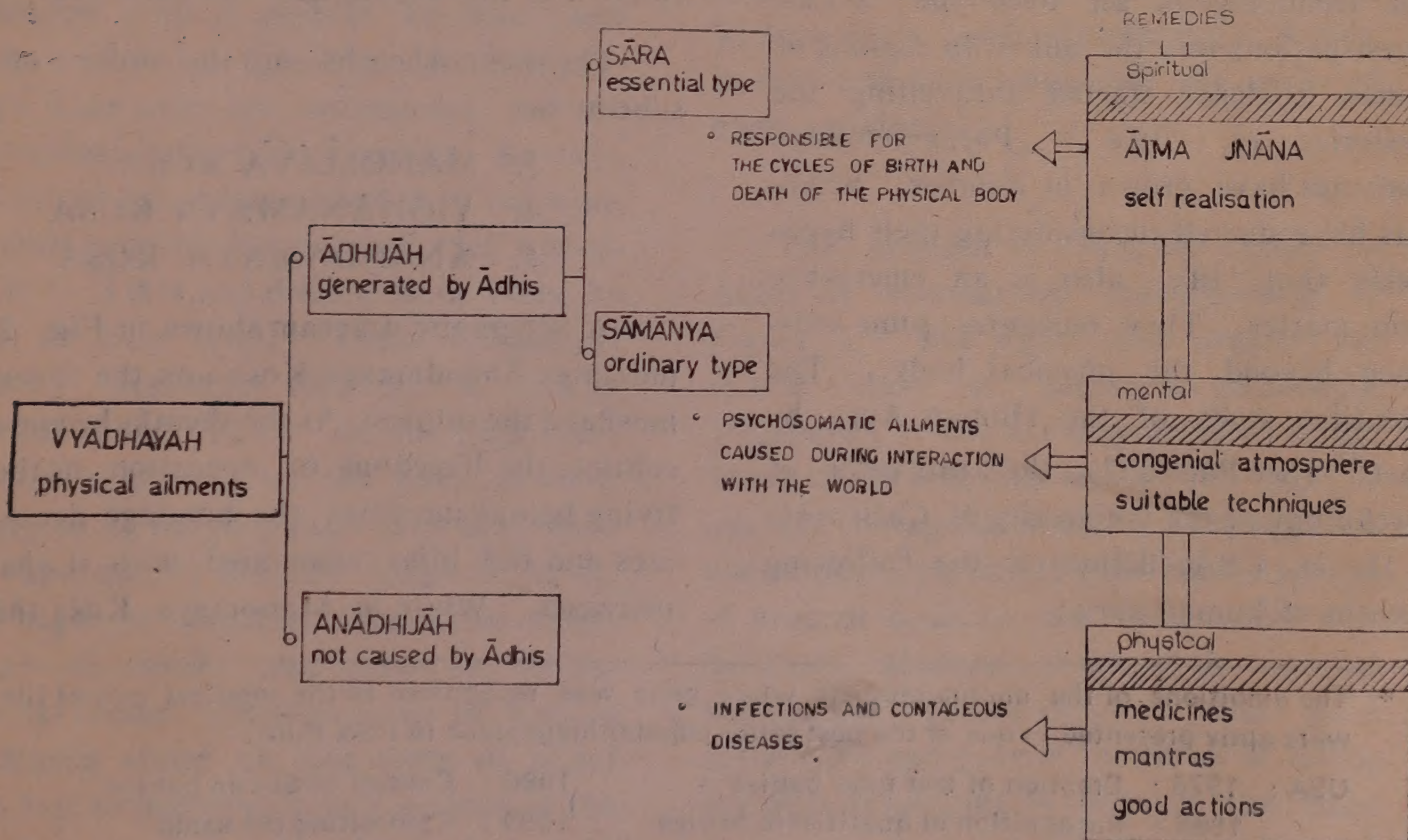 REMEDIES
SĀRA
essential type
° RESPONSIBLE FOR
THE CYCLES OF BIRTH AND
DEATH OF THE PHYSICAL BODY
Spiritual
ĀTMA JNĀNA
self realisation
ĀDHIJĀH
generated by Ādhis
SĀMĀNYA
ordinary type
° PSYCHOSOMATIC AILMENTS
CAUSED DURING INTERACTION
WITH THE WORLD
mental
congenial atmosphere
suitable techniques
VYĀDHAYAH
physical ailments
ANĀDHIJĀH
not caused by Ādhis
° INFECTIONS AND CONTAGEOUS
DISEASES
physical
medicines
mantras
good actions